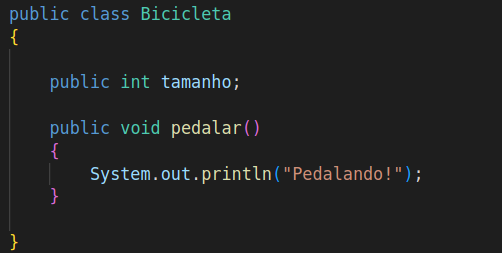 public class Bicicleta
{
public int tamanho;
public void pedalar()
{
System.out.println("Pedalando!");
}
}